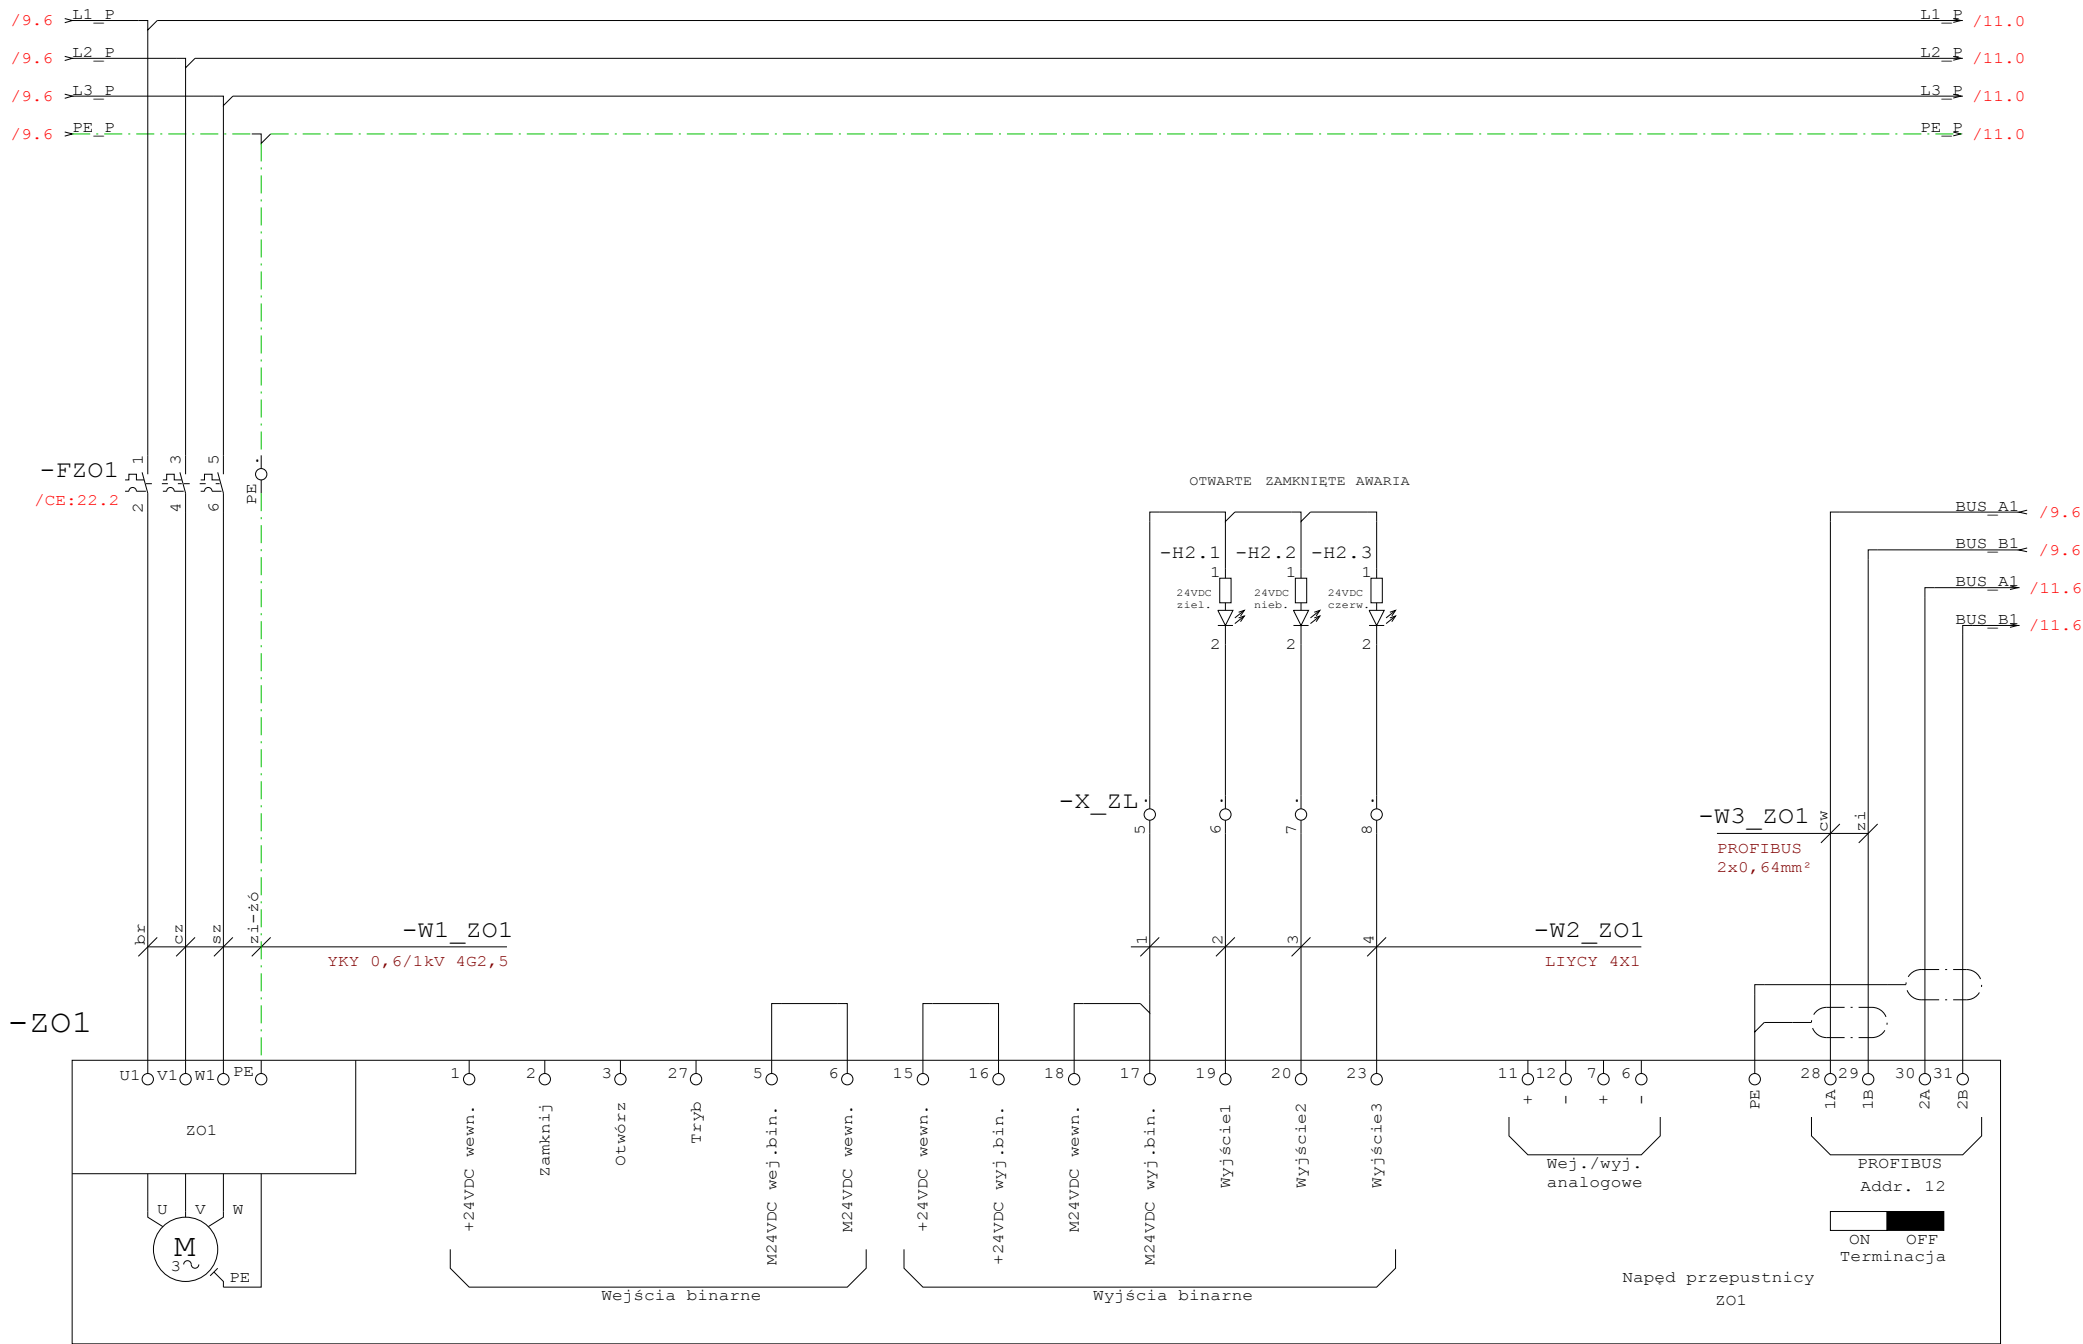 /9.6 L1_P L1_P /11.0
/9.6 L2_P L2_P /11.0
/9.6 L3_P L3_P /11.0
/9.6 PE_P PE_P /11.0
-FZO1
/CE:22.2
1 3 5
2 4 6
PE
OTWARTE ZAMKNIĘTE AWARIA
-H2.1 -H2.2 -H2.3
1 1 1
24VDC 24VDC 24VDC
ziel. nieb. czerw.
2 2 2
BUS_A1 /9.6
BUS_B1 /9.6
BUS_A1 /11.6
BUS_B1 /11.6
-X_ZL
5 6 7 8
-W3_ZO1
cw zi
PROFIBUS
2x0,64mm²
br cz sz zi-żó
-W1_ZO1
YKY 0,6/1kV 4G2,5
1 2 3 4
-W2_ZO1
LIYCY 4X1
-ZO1
U1 V1 W1 PE
1 2 3 27 5 6 15 16 18 17 19 20 23 11 12 7 6 28 29 30 31
ZO1
+24VDC wewn.
Zamknij
Otwórz
Tryb
M24VDC wej.bin.
M24VDC wewn.
+24VDC wewn.
+24VDC wyj.bin.
M24VDC wewn.
M24VDC wyj.bin.
Wyjście1
Wyjście2
Wyjście3
+ - + -
PE 1A 1B 2A 2B
Wej./wyj.
analogowe
PROFIBUS
Addr. 12
ON OFF
Terminacja
U V W
M
3~
PE
Wejścia binarne
Wyjścia binarne
Napęd przepustnicy
ZO1